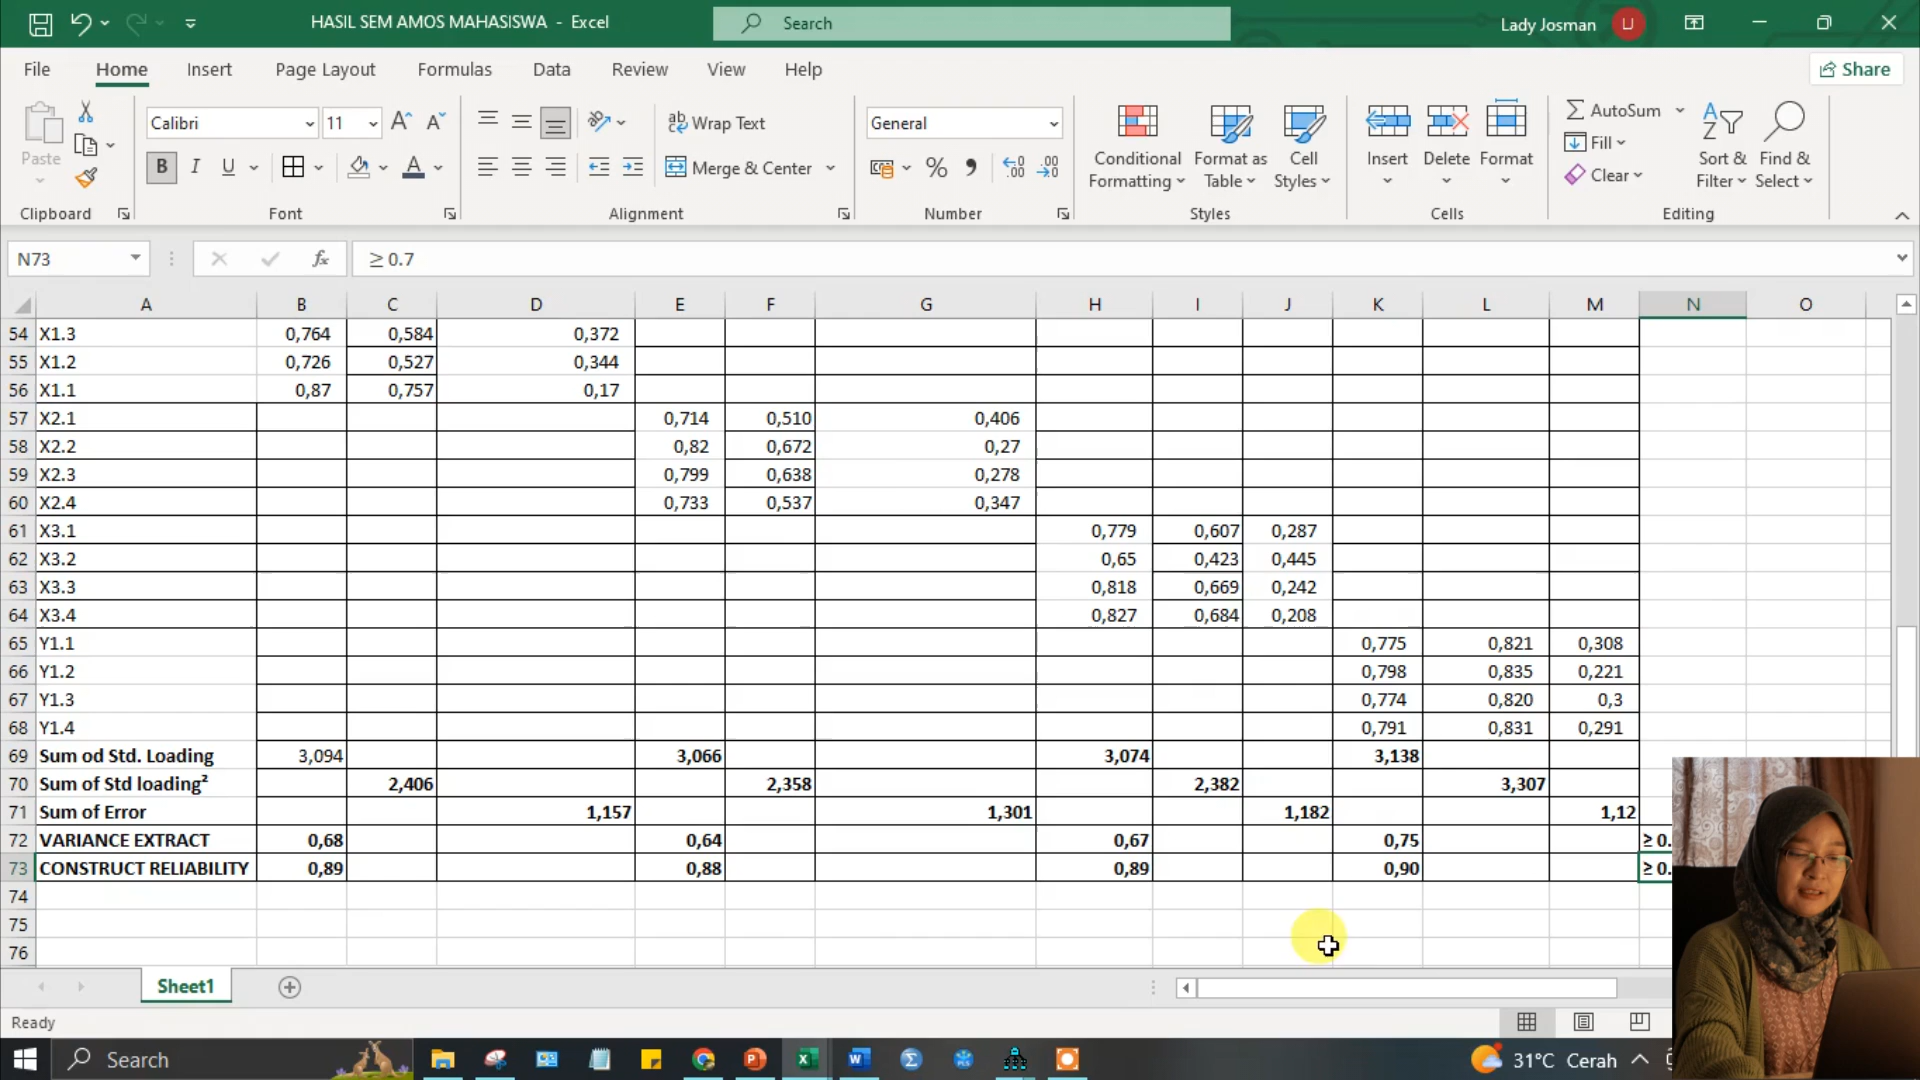 HASIL SEM AMOS MAHASISWA - Excel
Search
Lady Josman
LJ
File Home Insert Page Layout Formulas Data Review View Help
Share
Paste
Calibri 11
Wrap Text
General
Merge & Center
Conditional Formatting
Format as Table
Cell Styles
Insert
Delete
Format
AutoSum
Fill
Clear
Sort & Filter
Find & Select
Clipboard Font Alignment Number Styles Cells Editing
N73 fx ≥ 0.7
A B C D E F G H I J K L M N O
54 X1.3 0,764 0,584 0,372
55 X1.2 0,726 0,527 0,344
56 X1.1 0,87 0,757 0,17
57 X2.1 0,714 0,510 0,406
58 X2.2 0,82 0,672 0,27
59 X2.3 0,799 0,638 0,278
60 X2.4 0,733 0,537 0,347
61 X3.1 0,779 0,607 0,287
62 X3.2 0,65 0,423 0,445
63 X3.3 0,818 0,669 0,242
64 X3.4 0,827 0,684 0,208
65 Y1.1 0,775 0,821 0,308
66 Y1.2 0,798 0,835 0,221
67 Y1.3 0,774 0,820 0,3
68 Y1.4 0,791 0,831 0,291
69 Sum od Std. Loading 3,094 3,066 3,074 3,138
70 Sum of Std loading² 2,406 2,358 2,382 3,307
71 Sum of Error 1,157 1,301 1,182 1,12
72 VARIANCE EXTRACT 0,68 0,64 0,67 0,75 ≥ 0.
73 CONSTRUCT RELIABILITY 0,89 0,88 0,89 0,90 ≥ 0.
74
75
76
Sheet1
Ready
Search
31°C Cerah